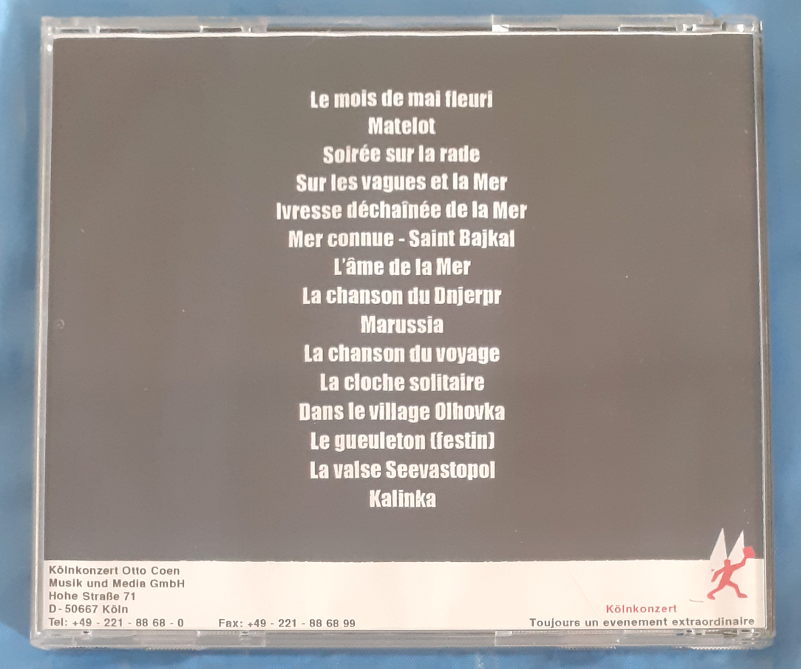 Le mois de mai fleuri
Matelot
Soirée sur la rade
Sur les vagues et la Mer
Ivresse déchaînée de la Mer
Mer connue - Saint Bajkal
L'âme de la Mer
La chanson du Dnjerpr
Marussia
La chanson du voyage
La cloche solitaire
Dans le village Olhovka
Le gueuleton (festin)
La valse Seevastopol
Kalinka
Kölnkonzert Otto Coen
Musik und Media GmbH
Hohe Straße 71
D - 50667 Köln
Tel: +49 - 221 - 88 68 - 0 Fax: +49 - 221 - 88 68 99
Kölnkonzert
Toujours un evenement extraordinaire